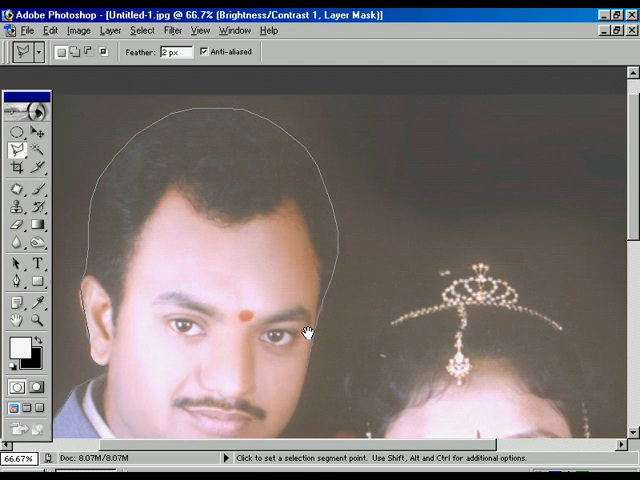 Adobe Photoshop - [Untitled-1.jpg @ 66.7% (Brightness/Contrast 1, Layer Mask)]
File Edit Image Layer Select Filter View Window Help
Feather: 2 px Anti-aliased
T
66.67% Doc: 8.07M/8.07M Click to set a selection segment point. Use Shift, Alt and Ctrl for additional options.